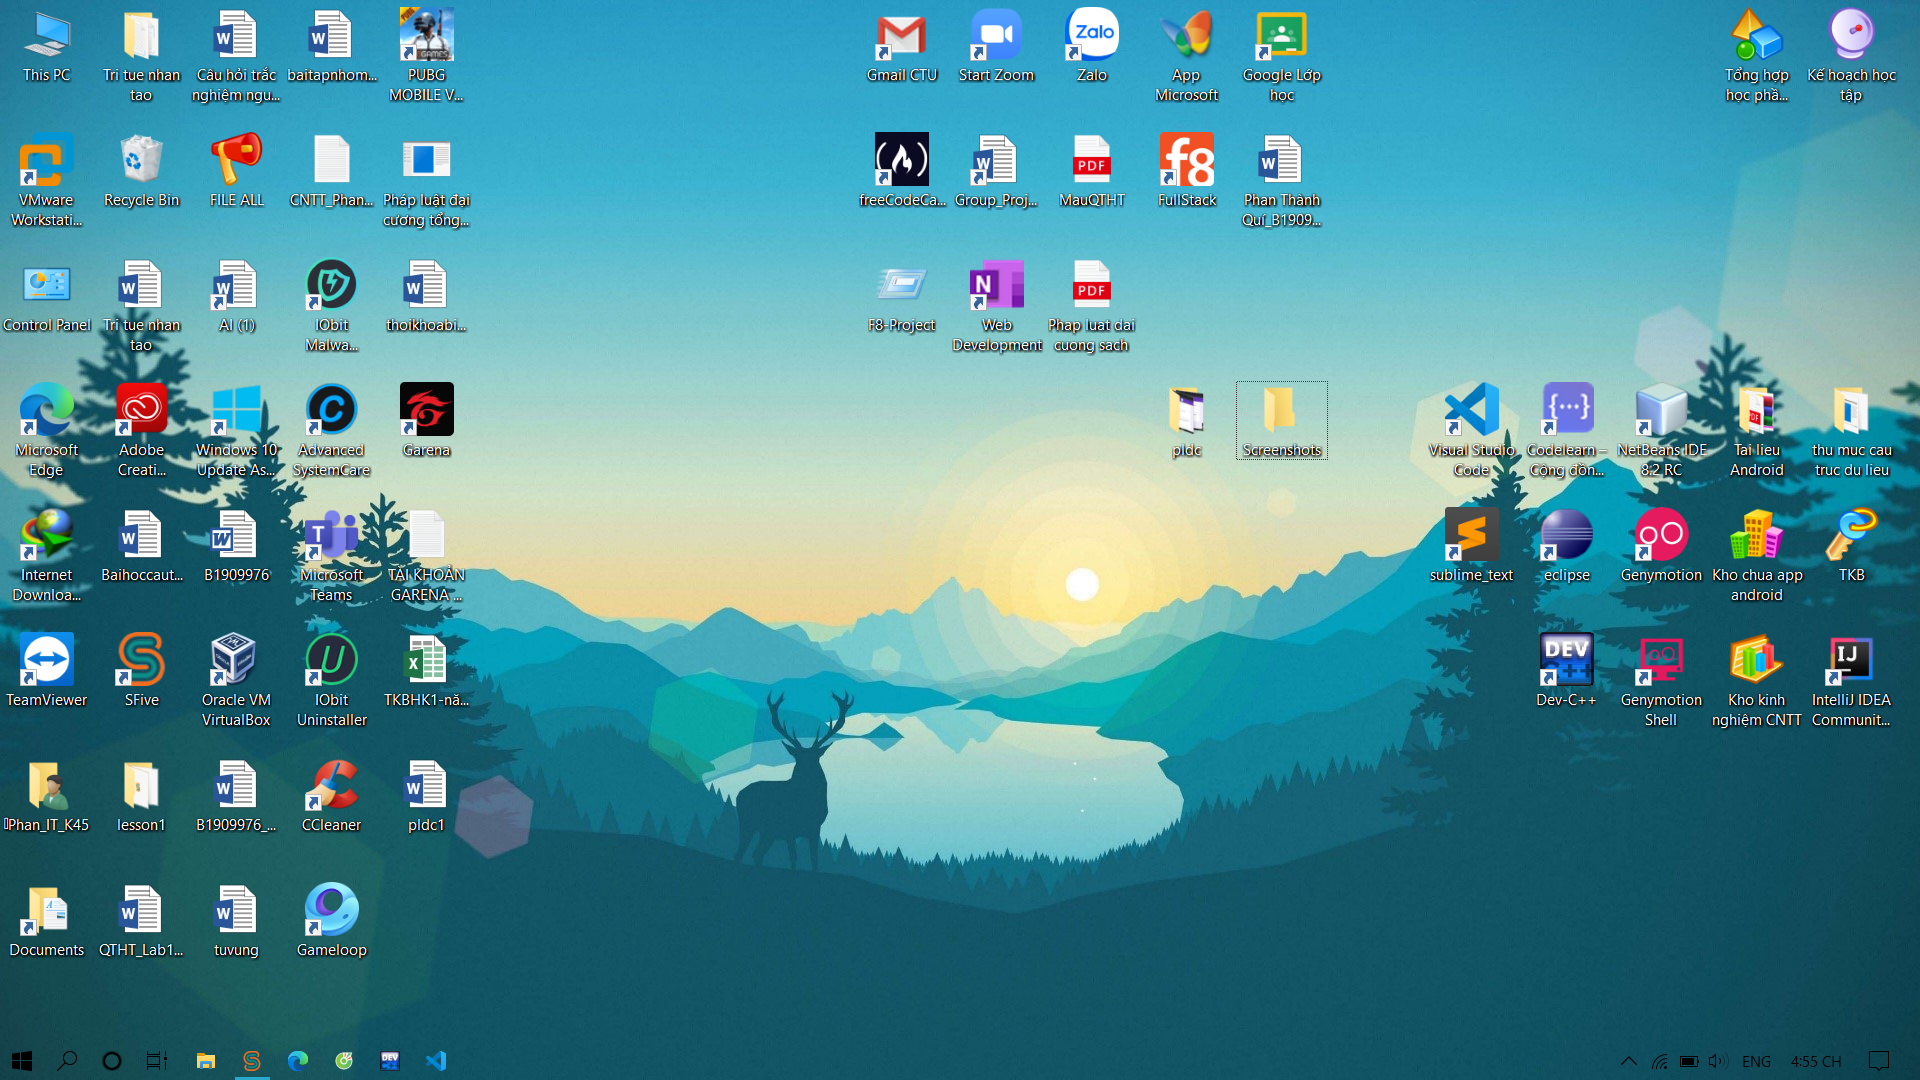 This PC
Tri tue nhan
tao
Câu hỏi trắc
nghiệm ngu...
baitapnhom...
GAMES
PUBG
MOBILE V...
Gmail CTU
Start Zoom
Zalo
Zalo
App
Microsoft
Google Lớp
học
Tổng hợp
học phầ...
Kế hoạch học
tập
VMware
Workstati...
Recycle Bin
FILE ALL
CNTT_Phan...
Pháp luật đại
cương tổng...
freeCodeCa...
Group_Proj...
PDF
MauQTHT
f8
FullStack
Phan Thành
Quí_B1909...
Control Panel
Tri tue nhan
tao
AI (1)
IObit
Malwa...
thoikhoabi...
F8-Project
N
Web
Development
PDF
Phap luat dai
cuong sach
Microsoft
Edge
Adobe
Creati...
Windows 10
Update As...
Advanced
SystemCare
Garena
pldc
Screenshots
Visual Studio
Code
Codelearn –
Cộng đồn...
NetBeans IDE
8.2 RC
Tai lieu
Android
thu muc cau
truc du lieu
Internet
Downloa...
Baihoccaut...
B1909976
Microsoft
Teams
TÀI KHOẢN
GARENA ...
sublime_text
eclipse
Genymotion
Kho chua app
android
TKB
TeamViewer
SFive
Oracle VM
VirtualBox
IObit
Uninstaller
TKBHK1-nă...
DEV
C++
Dev-C++
Genymotion
Shell
Kho kinh
nghiệm CNTT
IJ
IntelliJ IDEA
Communit...
Phan_IT_K45
lesson1
B1909976_...
CCleaner
pldc1
Documents
QTHT_Lab1...
tuvung
Gameloop
ENG
4:55 CH